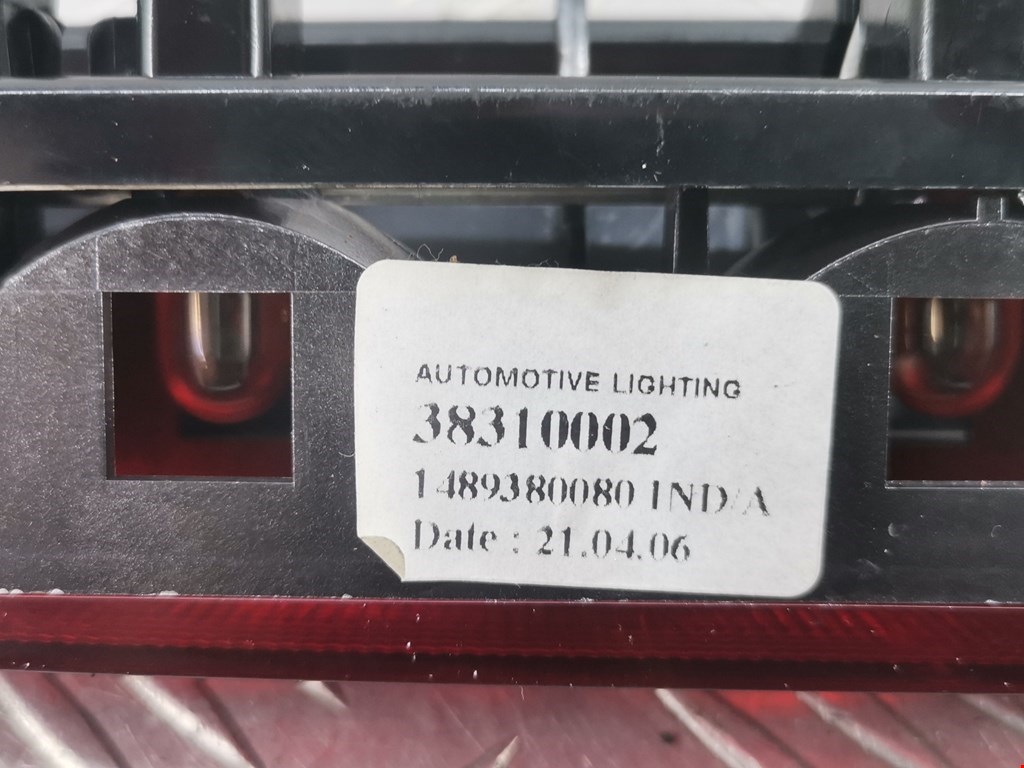 AUTOMOTIVE LIGHTING
38310002
1489380080 IND/A
Date : 21.04.06